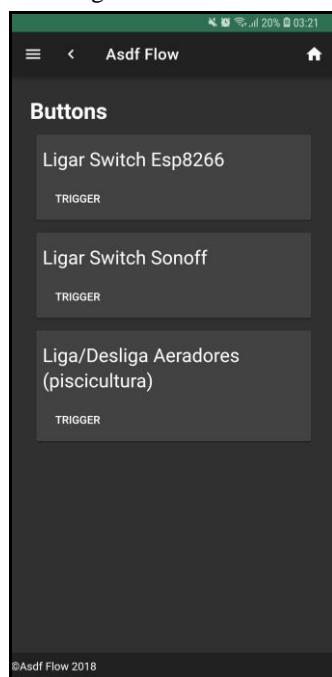 20% 03:21
Asdf Flow
Buttons
Ligar Switch Esp8266
TRIGGER
Ligar Switch Sonoff
TRIGGER
Liga/Desliga Aeradores
(piscicultura)
TRIGGER
©Asdf Flow 2018